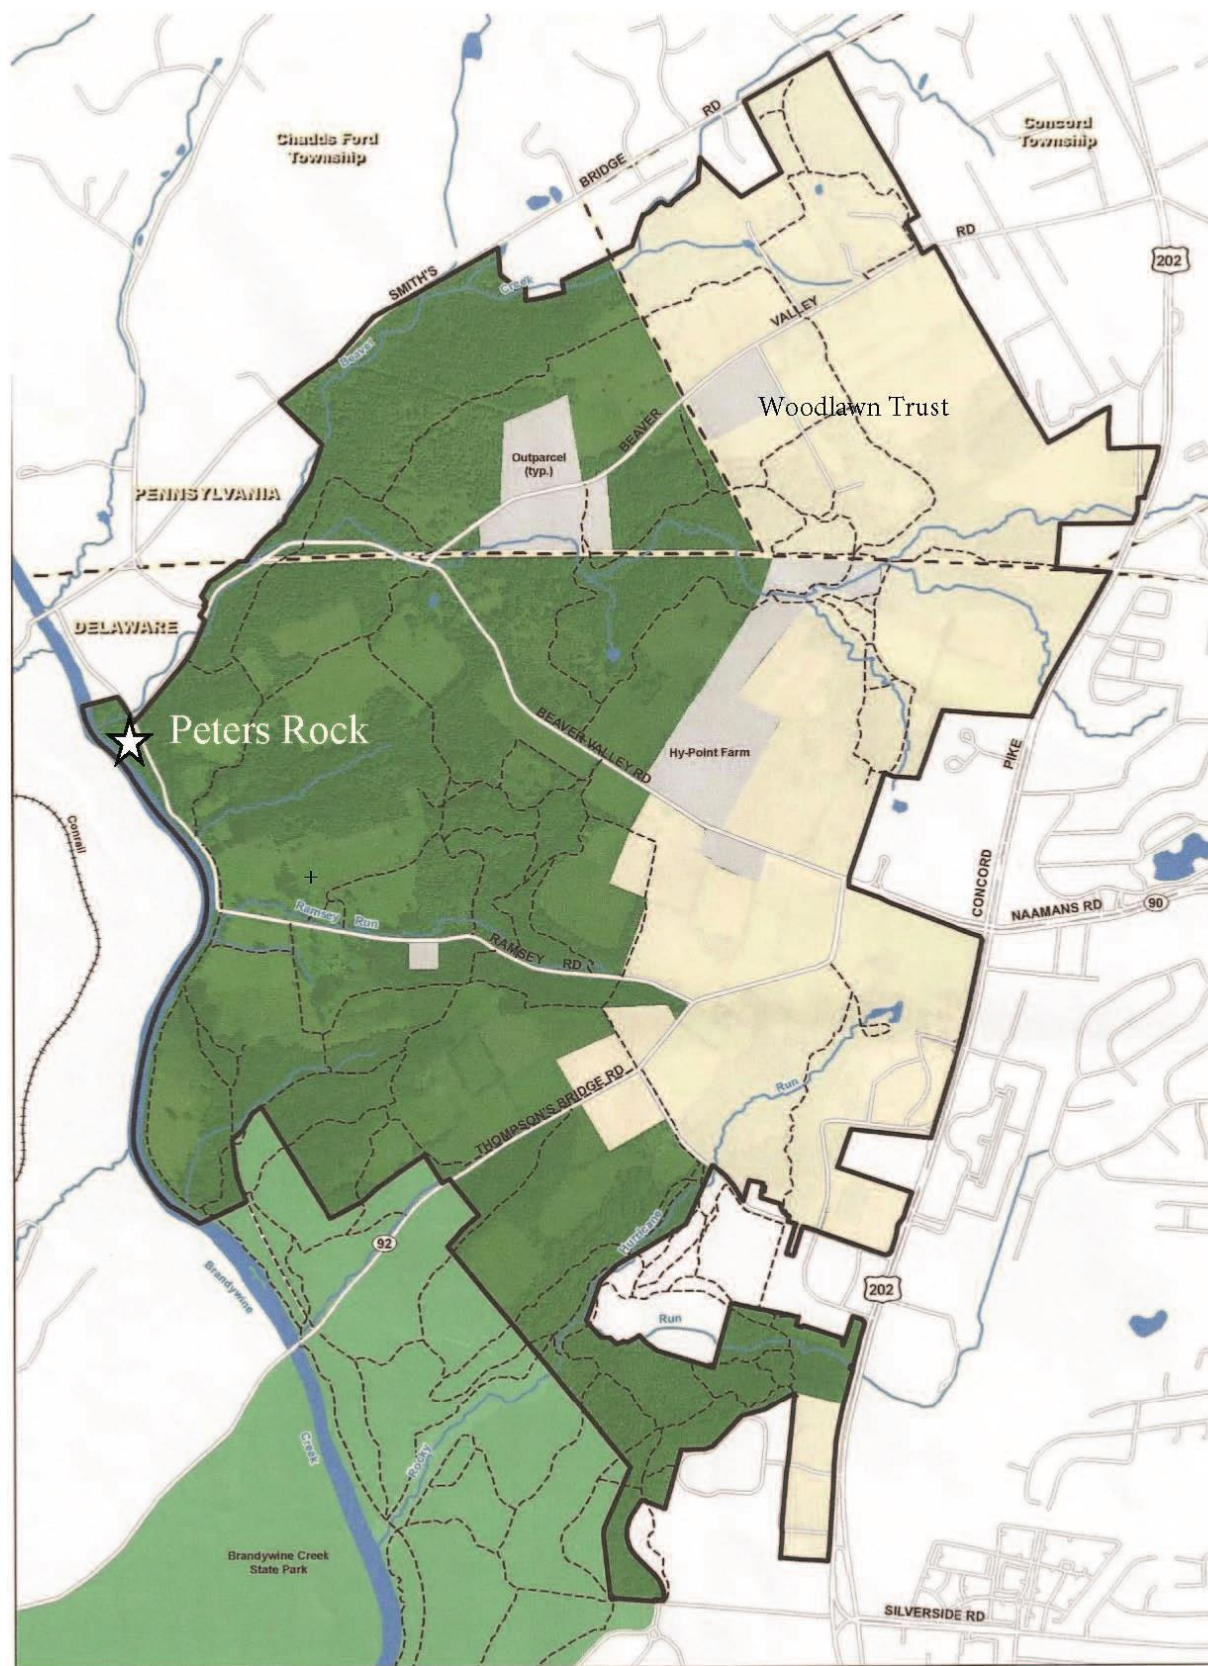 Chadds Ford
Township
Concord
Township
SMITH'S
BRIDGE
RD
202
RD
VALLEY
BEAVER
Creek
Beaver
Woodlawn Trust
Outparcel
(typ.)
PENNSYLVANIA
DELAWARE
Peters Rock
BEAVER VALLEY RD
Hy-Point Farm
CONCORD
PIKE
Conrail
NAAMANS RD
90
Ramsey Run
RAMSEY RD
Run
THOMPSON'S BRIDGE RD
Hurricane
92
Brandywine
202
Run
Creek
Rocky
Brandywine Creek
State Park
SILVERSIDE RD